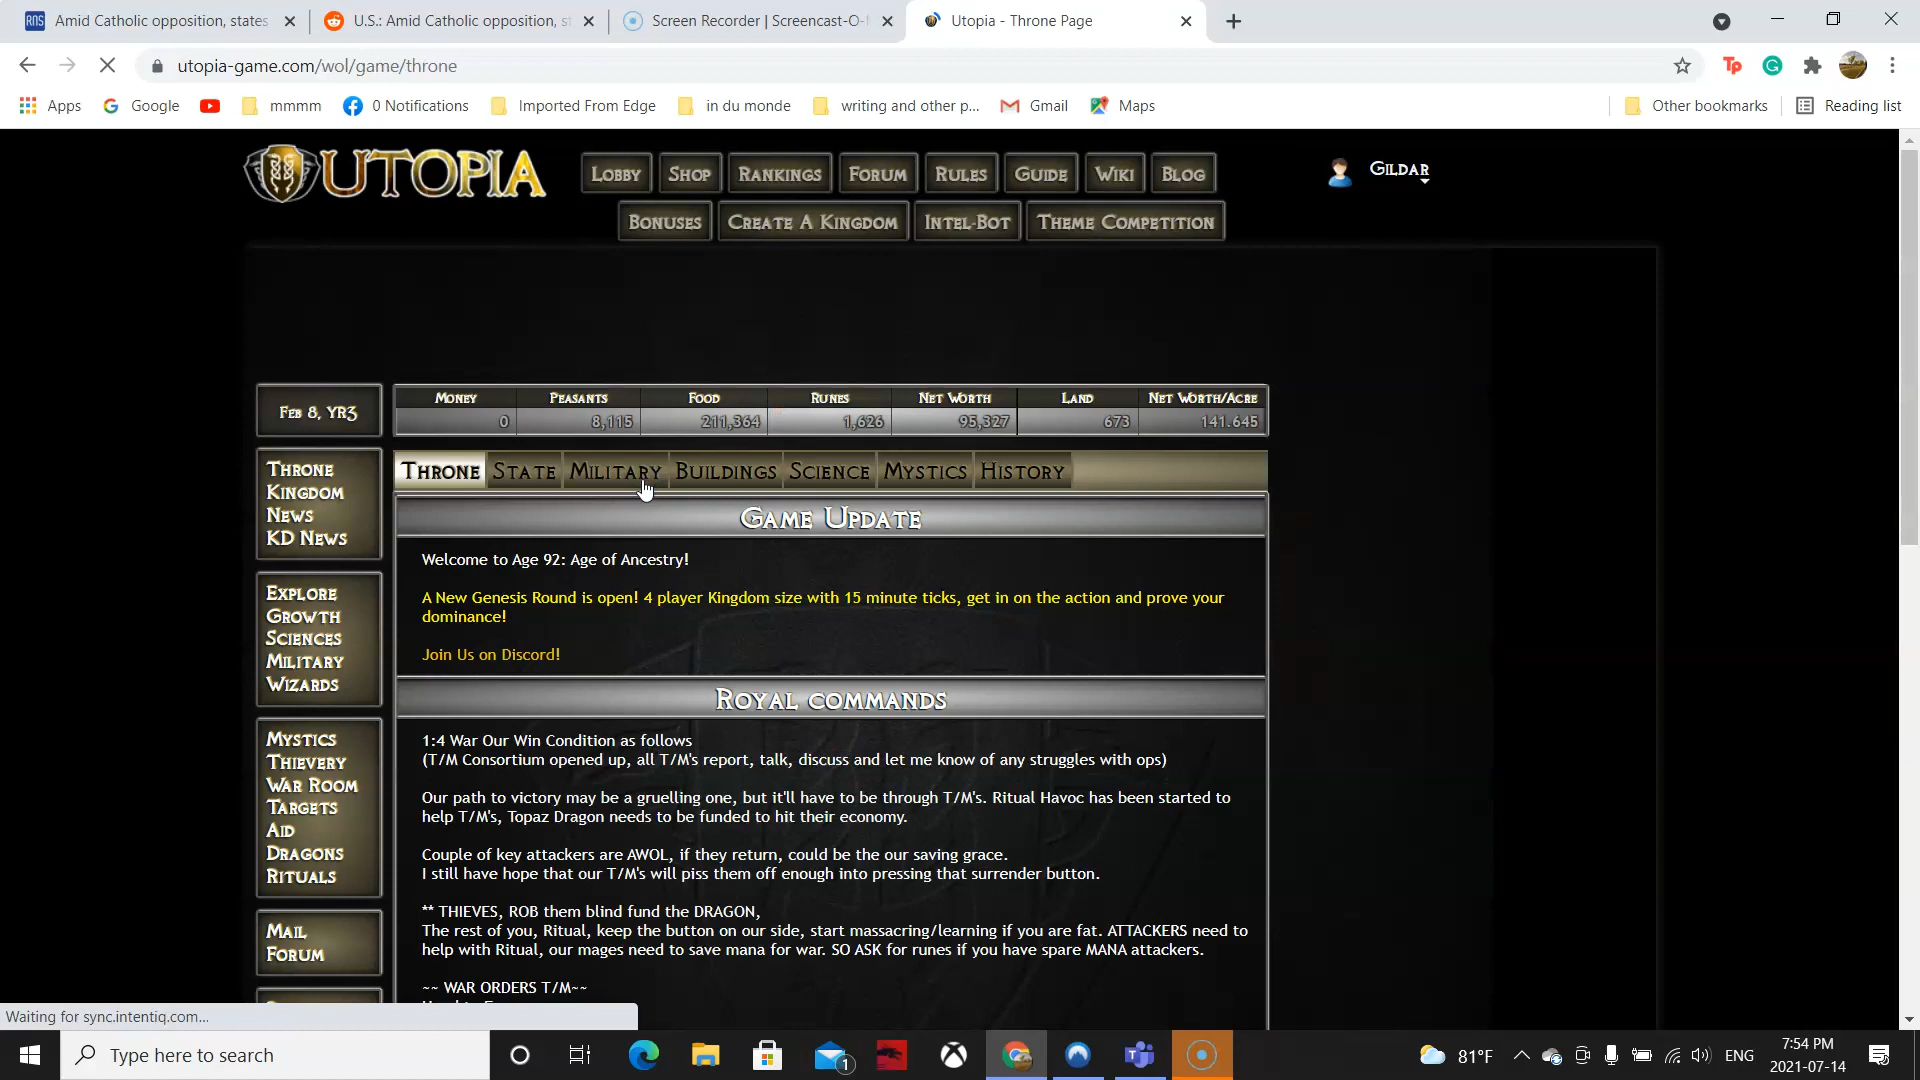 Amid Catholic opposition, states
U.S.: Amid Catholic opposition, s
Screen Recorder | Screencast-O-
Utopia - Throne Page
utopia-game.com/wol/game/throne
Apps
Google
mmmm
0 Notifications
Imported From Edge
in du monde
writing and other p...
Gmail
Maps
Other bookmarks
Reading list
UTOPIA
Lobby
Shop
Rankings
Forum
Rules
Guide
Wiki
Blog
Gildar
Bonuses
Create A Kingdom
Intel-Bot
Theme Competition
Feb 8, YR3
Money Peasants Food Runes Net Worth Land Net Worth/Acre
0 8,115 211,364 1,626 95,327 673 141.645
Throne
Kingdom
News
KD News
Throne State Military Buildings Science Mystics History
Game Update
Welcome to Age 92: Age of Ancestry!
A New Genesis Round is open! 4 player Kingdom size with 15 minute ticks, get in on the action and prove your
dominance!
Join Us on Discord!
Explore
Growth
Sciences
Military
Wizards
Royal commands
1:4 War Our Win Condition as follows
(T/M Consortium opened up, all T/M's report, talk, discuss and let me know of any struggles with ops)
Our path to victory may be a gruelling one, but it'll have to be through T/M's. Ritual Havoc has been started to
help T/M's, Topaz Dragon needs to be funded to hit their economy.
Couple of key attackers are AWOL, if they return, could be the our saving grace.
I still have hope that our T/M's will piss them off enough into pressing that surrender button.
** THIEVES, ROB them blind fund the DRAGON,
The rest of you, Ritual, keep the button on our side, start massacring/learning if you are fat. ATTACKERS need to
help with Ritual, our mages need to save mana for war. SO ASK for runes if you have spare MANA attackers.
~~ WAR ORDERS T/M~~
Mystics
Thievery
War Room
Targets
Aid
Dragons
Rituals
Mail
Forum
Waiting for sync.intentiq.com...
Type here to search
1
81°F
ENG
7:54 PM
2021-07-14